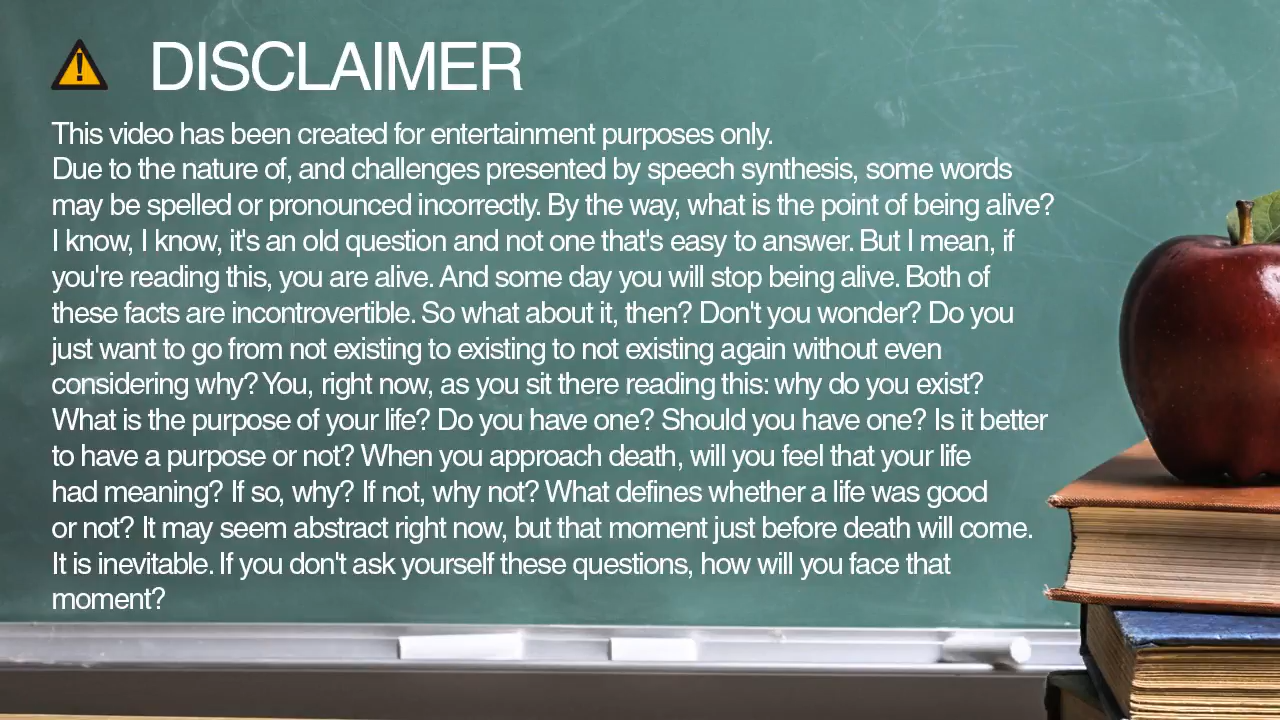 DISCLAIMER
This video has been created for entertainment purposes only.
Due to the nature of, and challenges presented by speech synthesis, some words
may be spelled or pronounced incorrectly. By the way, what is the point of being alive?
I know, I know, it's an old question and not one that's easy to answer. But I mean, if
you're reading this, you are alive. And some day you will stop being alive. Both of
these facts are incontrovertible. So what about it, then? Don't you wonder? Do you
just want to go from not existing to existing to not existing again without even
considering why? You, right now, as you sit there reading this: why do you exist?
What is the purpose of your life? Do you have one? Should you have one? Is it better
to have a purpose or not? When you approach death, will you feel that your life
had meaning? If so, why? If not, why not? What defines whether a life was good
or not? It may seem abstract right now, but that moment just before death will come.
It is inevitable. If you don't ask yourself these questions, how will you face that
moment?